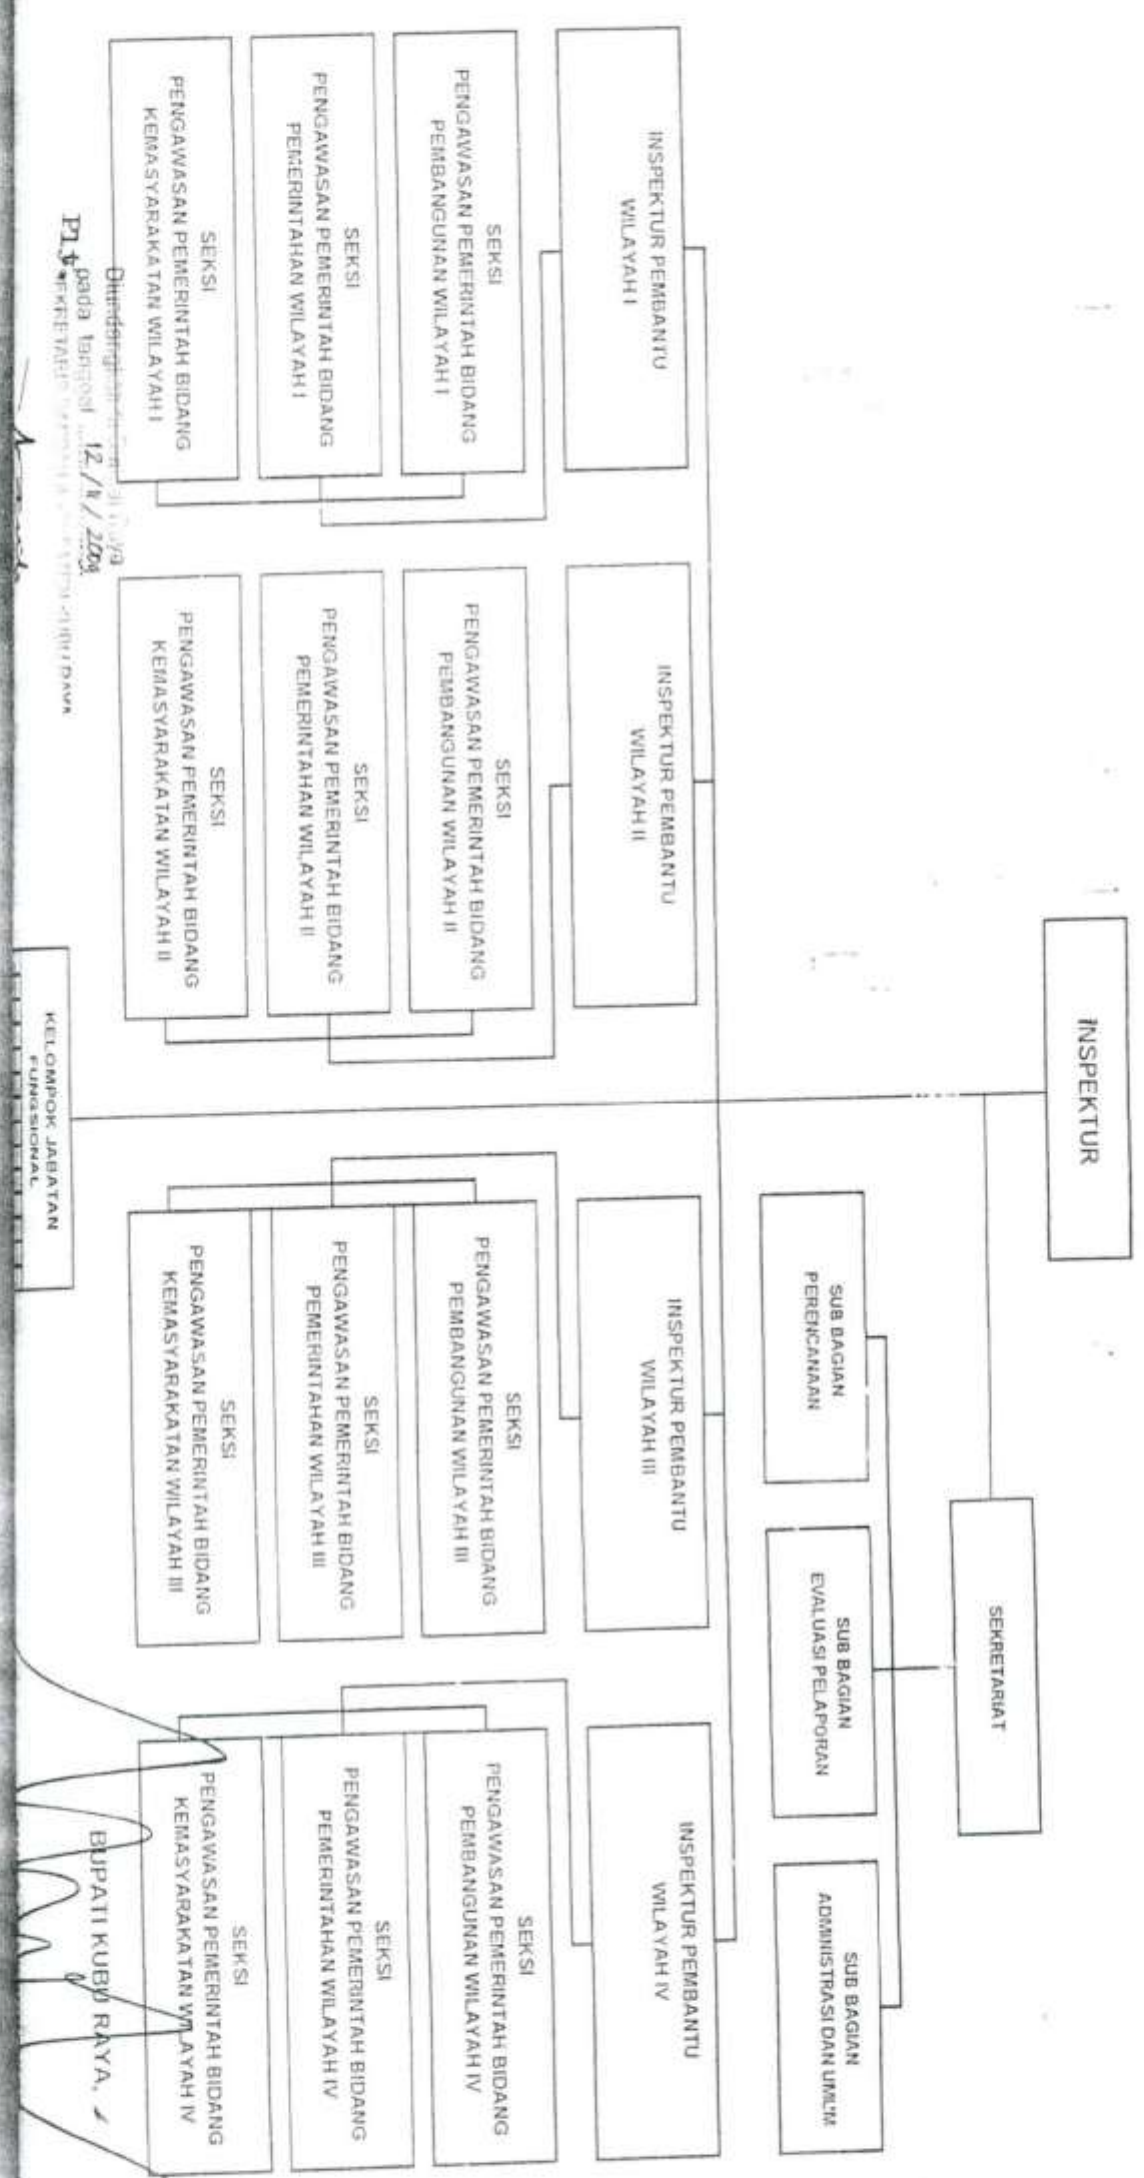 INSPEKTUR
SEKRETARIAT
SUB BAGIAN
PERENCANAAN
SUB BAGIAN
EVALUASI PELAPORAN
SUB BAGIAN
ADMINISTRASI DAN UMUM
INSPEKTUR PEMBANTU
WILAYAH I
INSPEKTUR PEMBANTU
WILAYAH II
INSPEKTUR PEMBANTU
WILAYAH III
INSPEKTUR PEMBANTU
WILAYAH IV
SEKSI
PENGAWASAN PEMERINTAH BIDANG
PEMBANGUNAN WILAYAH I
SEKSI
PENGAWASAN PEMERINTAH BIDANG
PEMBANGUNAN WILAYAH II
SEKSI
PENGAWASAN PEMERINTAH BIDANG
PEMBANGUNAN WILAYAH III
SEKSI
PENGAWASAN PEMERINTAH BIDANG
PEMBANGUNAN WILAYAH IV
SEKSI
PENGAWASAN PEMERINTAH BIDANG
PEMERINTAHAN WILAYAH I
SEKSI
PENGAWASAN PEMERINTAH BIDANG
PEMERINTAHAN WILAYAH II
SEKSI
PENGAWASAN PEMERINTAH BIDANG
PEMERINTAHAN WILAYAH III
SEKSI
PENGAWASAN PEMERINTAH BIDANG
PEMERINTAHAN WILAYAH IV
SEKSI
PENGAWASAN PEMERINTAH BIDANG
KEMASYARAKATAN WILAYAH I
SEKSI
PENGAWASAN PEMERINTAH BIDANG
KEMASYARAKATAN WILAYAH II
SEKSI
PENGAWASAN PEMERINTAH BIDANG
KEMASYARAKATAN WILAYAH III
SEKSI
PENGAWASAN PEMERINTAH BIDANG
KEMASYARAKATAN WILAYAH IV
Diundangkan
pada tanggal 12/11/2009
Plt. SEKRETARIS KUBU RAYA
KELOMPOK JABATAN
FUNGSIONAL
BUPATI KUBU RAYA,